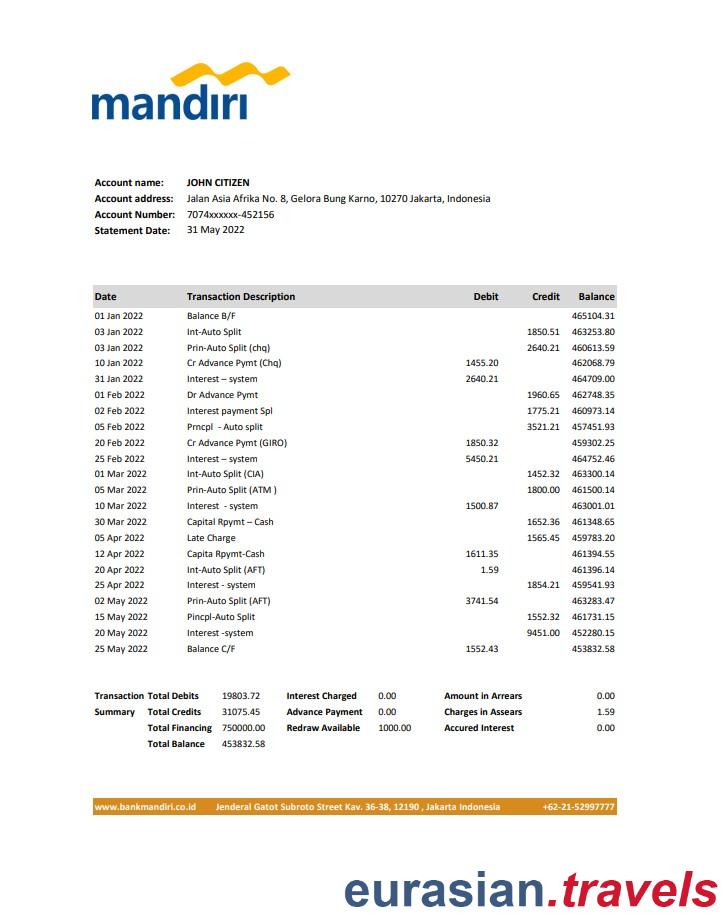 mandırı
Account name: JOHN CITIZEN
Account address: Jalan Asia Afrika No. 8, Gelora Bung Karno, 10270 Jakarta, Indonesia
Account Number: 7074xxxxxx-452156
Statement Date: 31 May 2022
Date Transaction Description Debit Credit Balance
01 Jan 2022 Balance B/F 465104.31
03 Jan 2022 Int-Auto Split 1850.51 463253.80
03 Jan 2022 Prin-Auto Split (chq) 2640.21 460613.59
10 Jan 2022 Cr Advance Pymt (Chq) 1455.20 462068.79
31 Jan 2022 Interest – system 2640.21 464709.00
01 Feb 2022 Dr Advance Pymt 1960.65 462748.35
02 Feb 2022 Interest payment Spl 1775.21 460973.14
05 Feb 2022 Prncpl - Auto split 3521.21 457451.93
20 Feb 2022 Cr Advance Pymt (GIRO) 1850.32 459302.25
25 Feb 2022 Interest – system 5450.21 464752.46
01 Mar 2022 Int-Auto Split (CIA) 1452.32 463300.14
05 Mar 2022 Prin-Auto Split (ATM ) 1800.00 461500.14
10 Mar 2022 Interest - system 1500.87 463001.01
30 Mar 2022 Capital Rpymt – Cash 1652.36 461348.65
05 Apr 2022 Late Charge 1565.45 459783.20
12 Apr 2022 Capita Rpymt-Cash 1611.35 461394.55
20 Apr 2022 Int-Auto Split (AFT) 1.59 461396.14
25 Apr 2022 Interest - system 1854.21 459541.93
02 May 2022 Prin-Auto Split (AFT) 3741.54 463283.47
15 May 2022 Pincpl-Auto Split 1552.32 461731.15
20 May 2022 Interest -system 9451.00 452280.15
25 May 2022 Balance C/F 1552.43 453832.58
Transaction Total Debits 19803.72 Interest Charged 0.00 Amount in Arrears 0.00
Summary Total Credits 31075.45 Advance Payment 0.00 Charges in Assears 1.59
Total Financing 750000.00 Redraw Available 1000.00 Accured Interest 0.00
Total Balance 453832.58
www.bankmandiri.co.id Jenderal Gatot Subroto Street Kav. 36-38, 12190 , Jakarta Indonesia +62-21-52997777
eurasian.travels